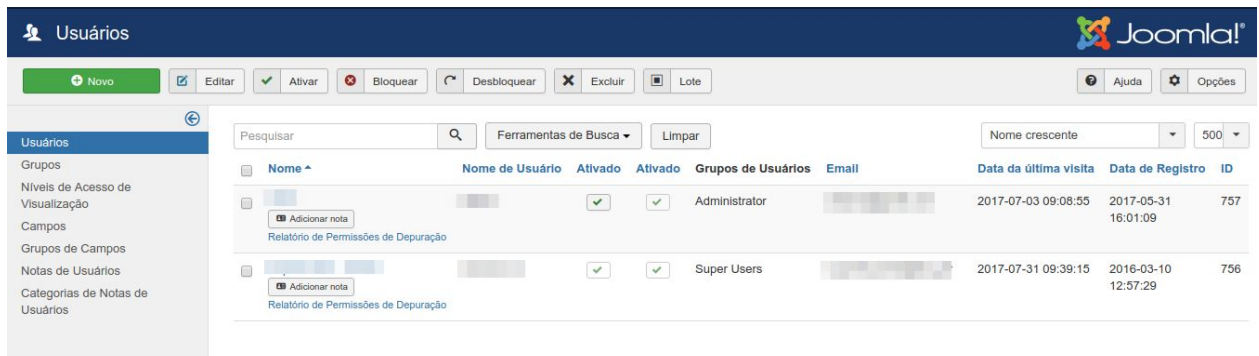 Usuários
Joomla!®
Novo Editar Ativar Bloquear Desbloquear Excluir Lote Ajuda Opções
Usuários
Grupos
Níveis de Acesso de
Visualização
Campos
Grupos de Campos
Notas de Usuários
Categorias de Notas de
Usuários
Pesquisar Ferramentas de Busca Limpar Nome crescente 500
Nome Nome de Usuário Ativado Ativado Grupos de Usuários Email Data da última visita Data de Registro ID
Administrator 2017-07-03 09:08:55 2017-05-31 757
16:01:09
Adicionar nota
Relatório de Permissões de Depuração
Super Users 2017-07-31 09:39:15 2016-03-10 756
12:57:29
Adicionar nota
Relatório de Permissões de Depuração